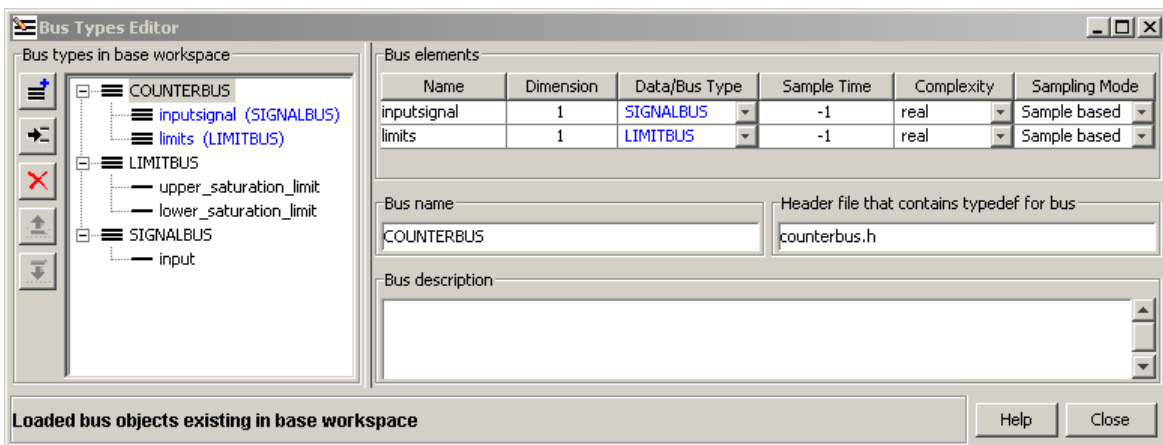 Bus Types Editor
Bus types in base workspace
COUNTERBUS
inputsignal (SIGNALBUS)
limits (LIMITBUS)
LIMITBUS
upper_saturation_limit
lower_saturation_limit
SIGNALBUS
input
Bus elements
Name Dimension Data/Bus Type Sample Time Complexity Sampling Mode
inputsignal 1 SIGNALBUS -1 real Sample based
limits 1 LIMITBUS -1 real Sample based
Bus name
COUNTERBUS
Header file that contains typedef for bus
counterbus.h
Bus description
Loaded bus objects existing in base workspace
Help Close